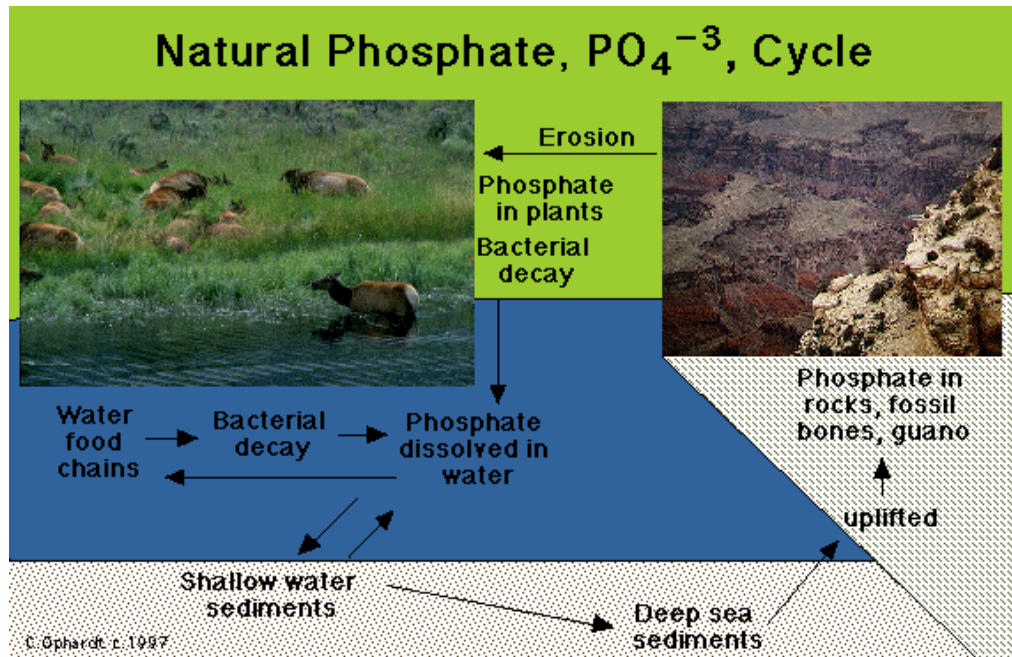 Natural Phosphate, PO₄⁻³, Cycle
Erosion
Phosphate
in plants
Bacterial
decay
Phosphate in
rocks, fossil
bones, guano
uplifted
Water
food
chains
Bacterial
decay
Phosphate
dissolved in
water
Shallow water
sediments
Deep sea
sediments
C. Ophardt, c. 1997